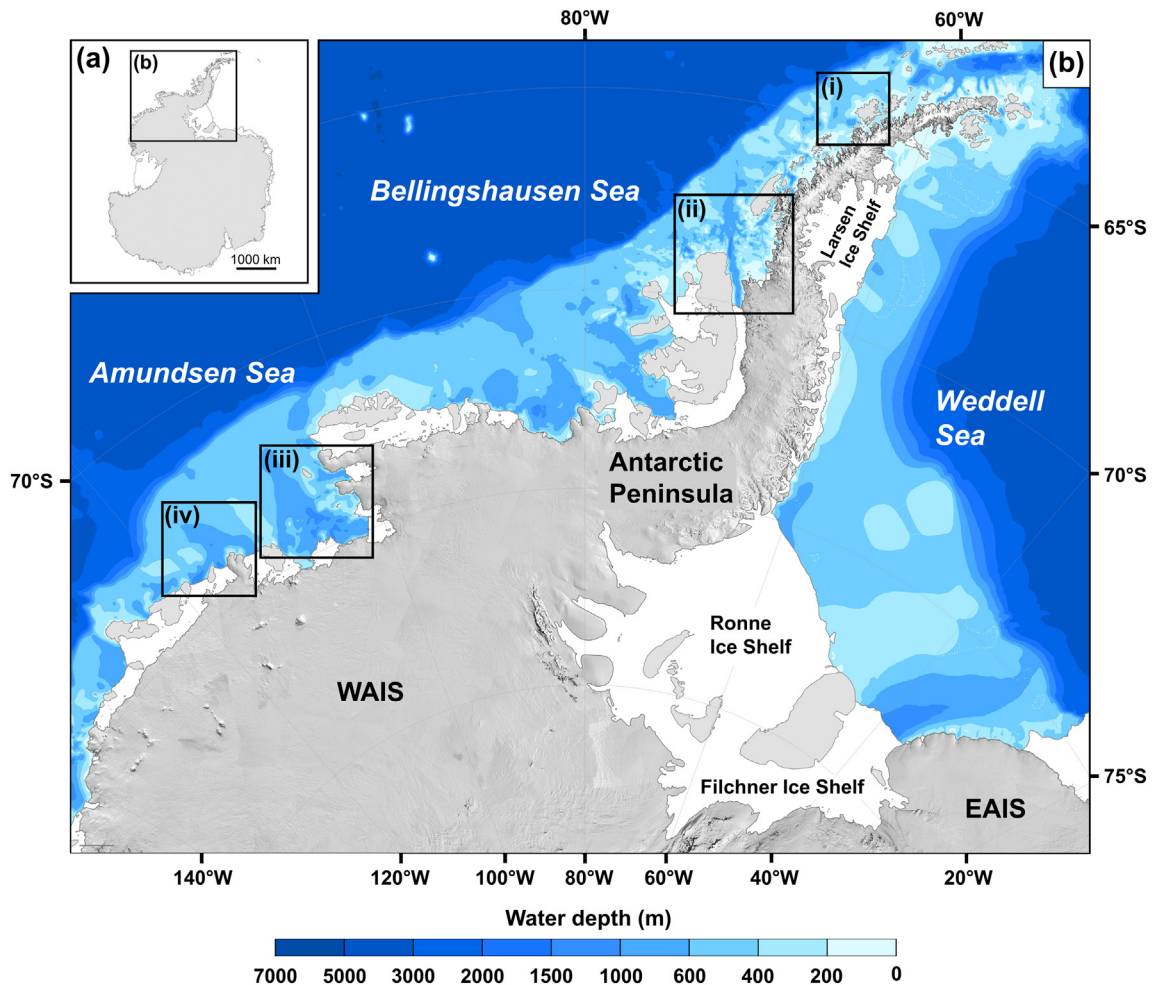 80°W
60°W
(a)
(b)
1000 km
(b)
(i)
Bellingshausen Sea
(ii)
Larsen
Ice Shelf
65°S
Amundsen Sea
Weddell
Sea
(iii)
Antarctic
Peninsula
70°S
70°S
(iv)
Ronne
Ice Shelf
WAIS
Filchner Ice Shelf
75°S
EAIS
140°W
120°W
100°W
80°W
60°W
40°W
20°W
Water depth (m)
7000
5000
3000
2000
1500
1000
600
400
200
0